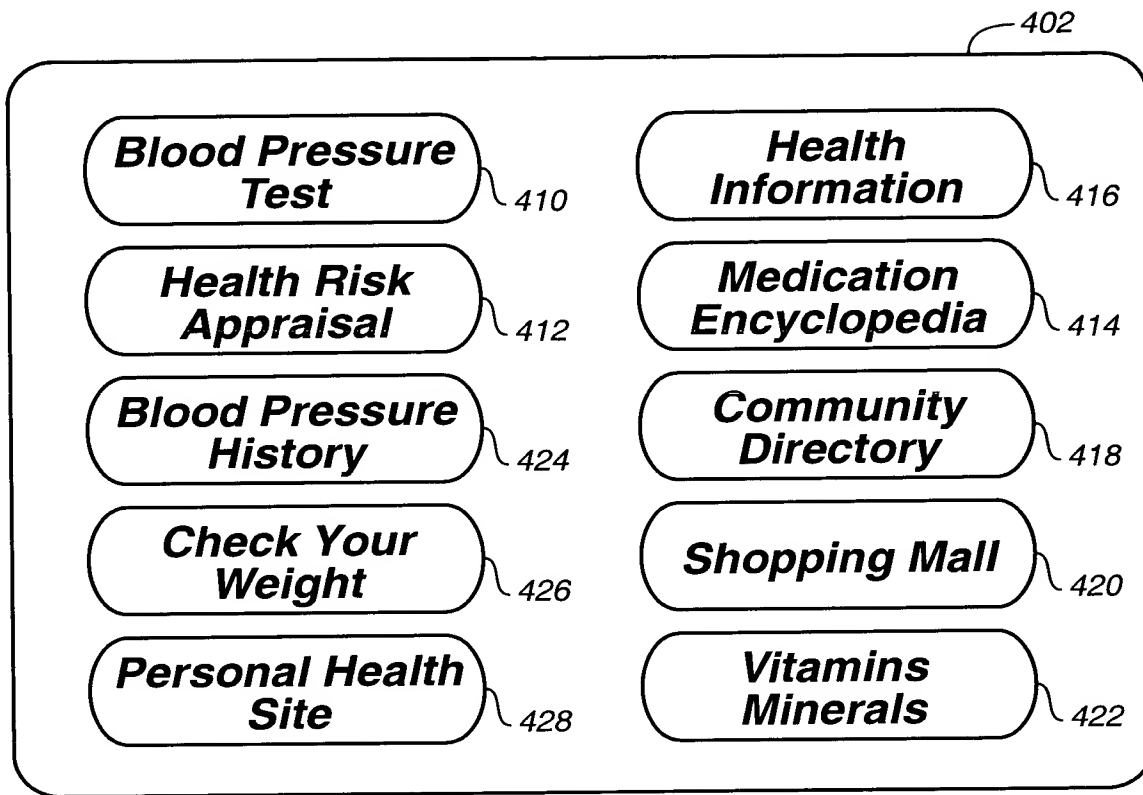 402
Blood Pressure
Test
410
Health Risk
Appraisal
412
Blood Pressure
History
424
Check Your
Weight
426
Personal Health
Site
428
Health
Information
416
Medication
Encyclopedia
414
Community
Directory
418
Shopping Mall
420
Vitamins
Minerals
422